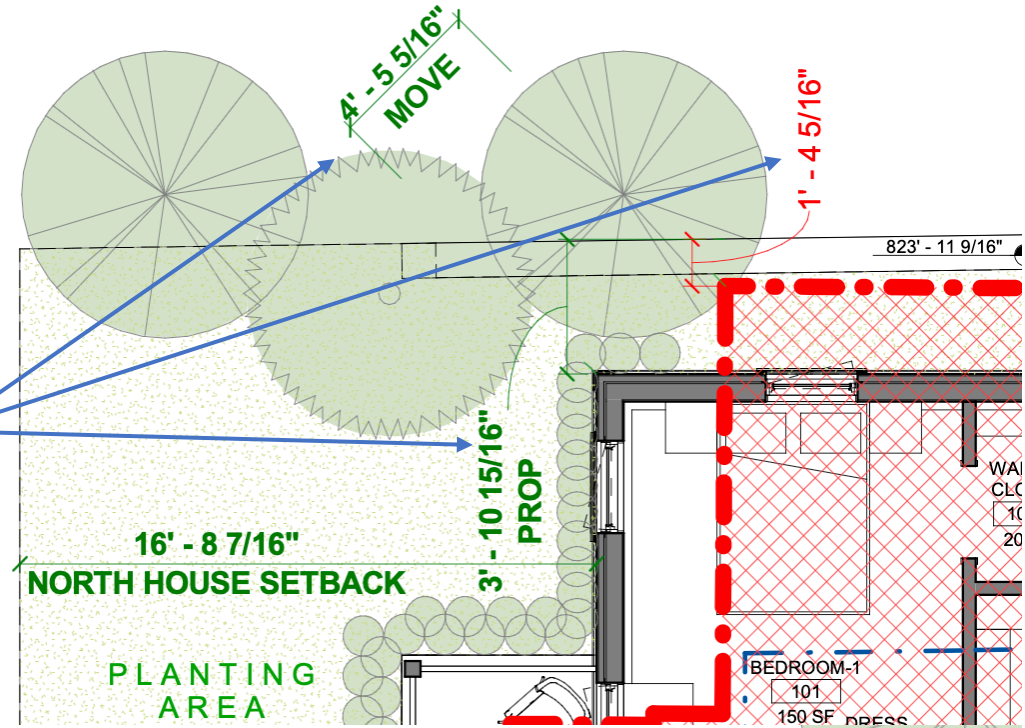 4' - 5 5/16"
MOVE
1' - 4 5/16"
823' - 11 9/16"
3' - 10 15/16"
PROP
16' - 8 7/16"
NORTH HOUSE SETBACK
PLANTING
AREA
BEDROOM-1
101
150 SF
DRESS